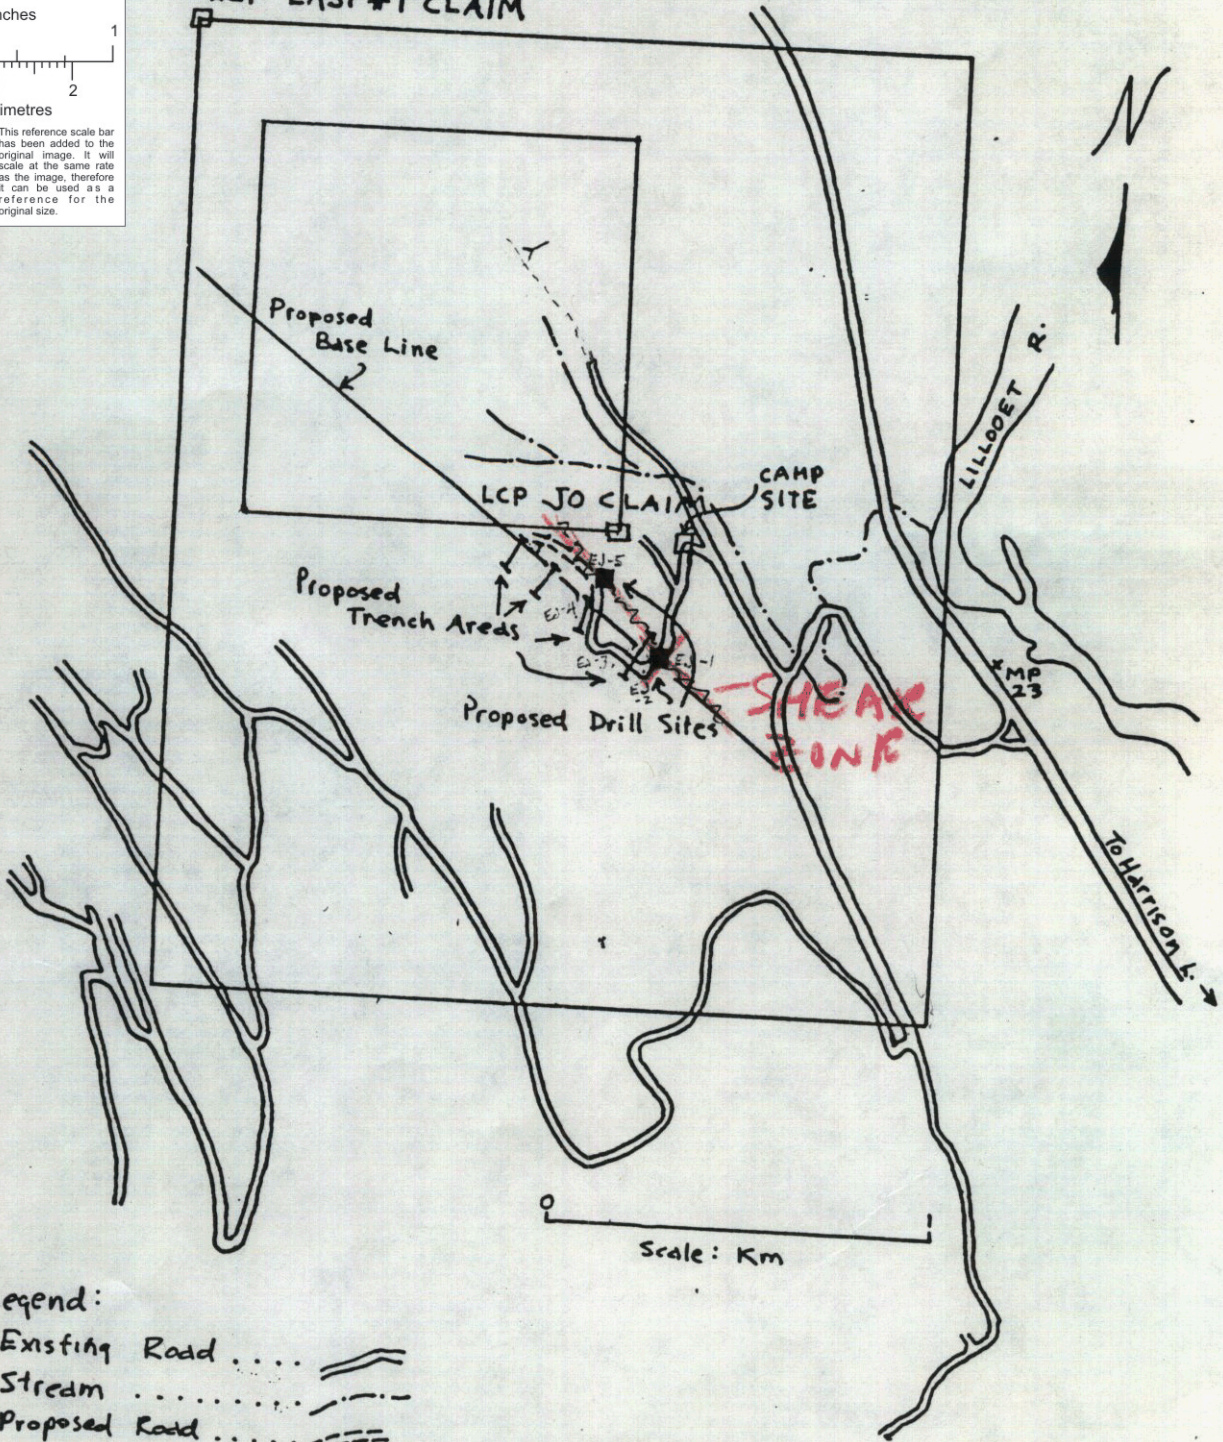 nches
1
2
imetres
This reference scale bar
has been added to the
original image. It will
scale at the same rate
as the image, therefore
it can be used as a
reference for the
original size.
EAST #1 CLAIM
N
Proposed
Base Line
LILLOOET R.
CAMP
SITE
LCP JO CLAIM
EJ-5
Proposed
Trench Areas
EJ-4
EJ-3
EJ-1
EJ-2
MP
23
SHEAR
ZONE
Proposed Drill Sites
To Harrison L.
0
1
Scale: Km
egend:
Existing Road ....
Stream ........
Proposed Road .....